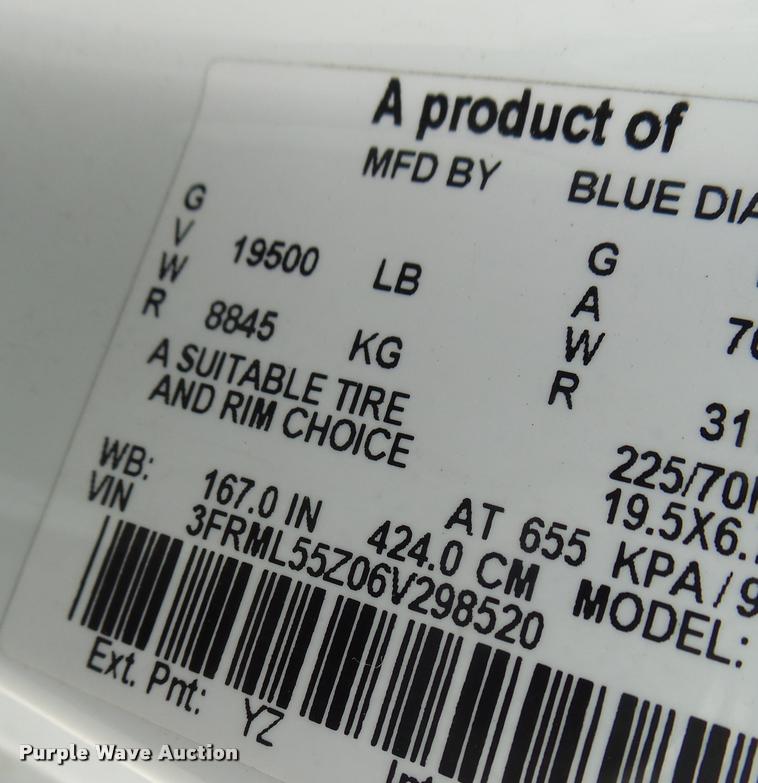 A product of
MFD BY BLUE
G
V
W
R
19500 LB
8845 KG
G
A
W
R
31
A SUITABLE TIRE
AND RIM CHOICE
225/70
19.5X6.
WB: 167.0 IN 424.0 CM
AT 655 KPA/9
VIN 3FRML55Z06V298520
MODEL:
Ext. Pnt: YZ
Purple Wave Auction